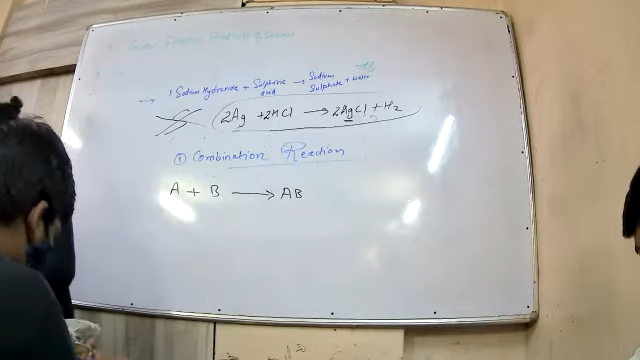 → 1 Sodium Hydroxide + Sulphuric acid → Sodium Sulphate + water
2Ag + 2HCl → 2AgCl + H2
① Combination Reaction
A + B → AB